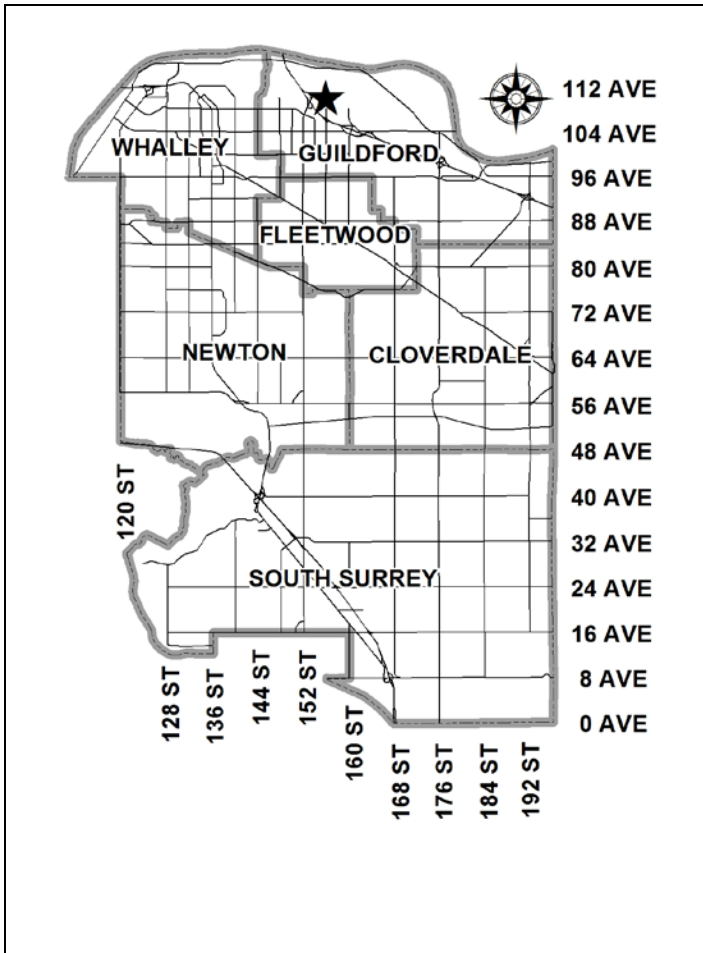 112 AVE
104 AVE
WHALLEY
GUILDFORD
96 AVE
88 AVE
FLEETWOOD
80 AVE
72 AVE
NEWTON
CLOVERDALE
64 AVE
56 AVE
48 AVE
120 ST
40 AVE
32 AVE
SOUTH SURREY
24 AVE
16 AVE
8 AVE
128 ST
136 ST
144 ST
152 ST
160 ST
0 AVE
168 ST
176 ST
184 ST
192 ST